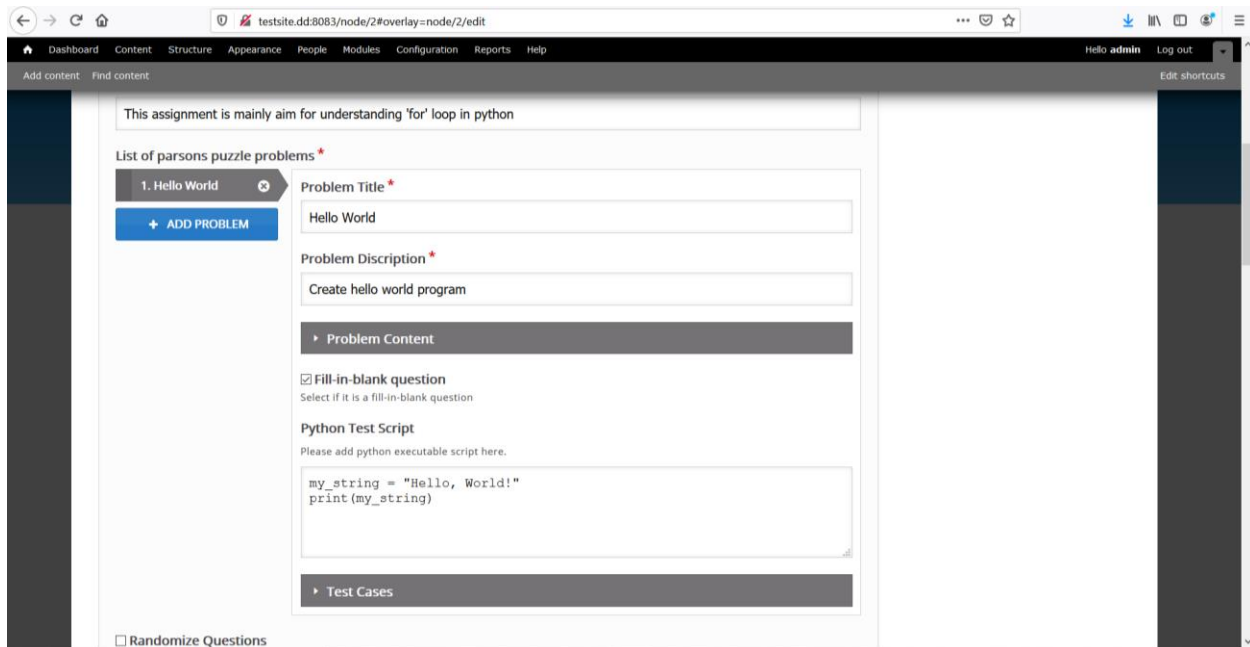 testsite.dd:8083/node/2#overlay=node/2/edit
Dashboard Content Structure Appearance People Modules Configuration Reports Help Hello admin Log out
Add content Find content Edit shortcuts
This assignment is mainly aim for understanding 'for' loop in python
List of parsons puzzle problems *
1. Hello World
+ ADD PROBLEM
Problem Title *
Hello World
Problem Discription *
Create hello world program
Problem Content
Fill-in-blank question
Select if it is a fill-in-blank question
Python Test Script
Please add python executable script here.
my_string = "Hello, World!"
print(my_string)
Test Cases
Randomize Questions